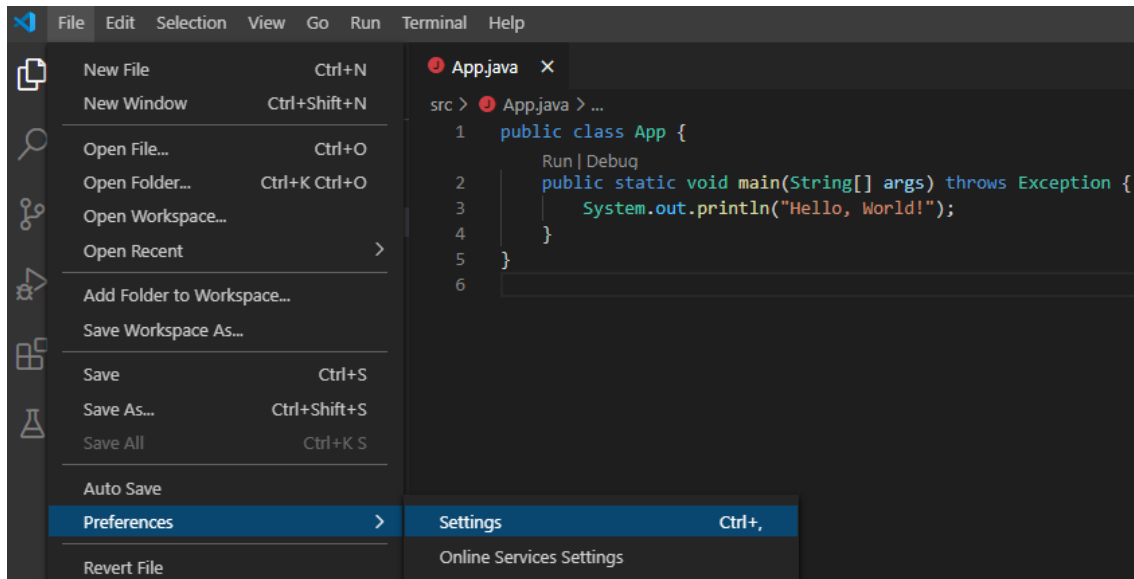 File Edit Selection View Go Run Terminal Help
New File Ctrl+N
New Window Ctrl+Shift+N
Open File... Ctrl+O
Open Folder... Ctrl+K Ctrl+O
Open Workspace...
Open Recent
Add Folder to Workspace...
Save Workspace As...
Save Ctrl+S
Save As... Ctrl+Shift+S
Save All Ctrl+K S
Auto Save
Preferences
Revert File
Settings Ctrl+,
Online Services Settings
J App.java ×
src > J App.java > ...
1 public class App {
Run | Debug
2 public static void main(String[] args) throws Exception {
3 System.out.println("Hello, World!");
4 }
5 }
6